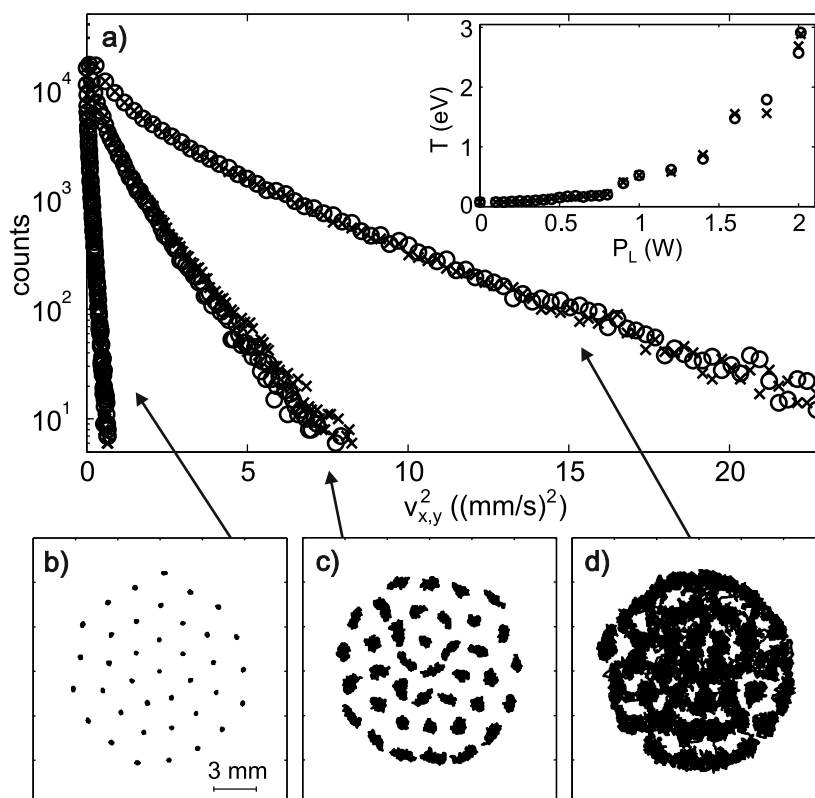 a)
10⁴
10³
10²
10¹
counts
0 5 10 15 20
v²x,y ((mm/s)²)
3
2
1
0
T (eV)
0 0.5 1 1.5 2
P_L (W)
b)
3 mm
c)
d)